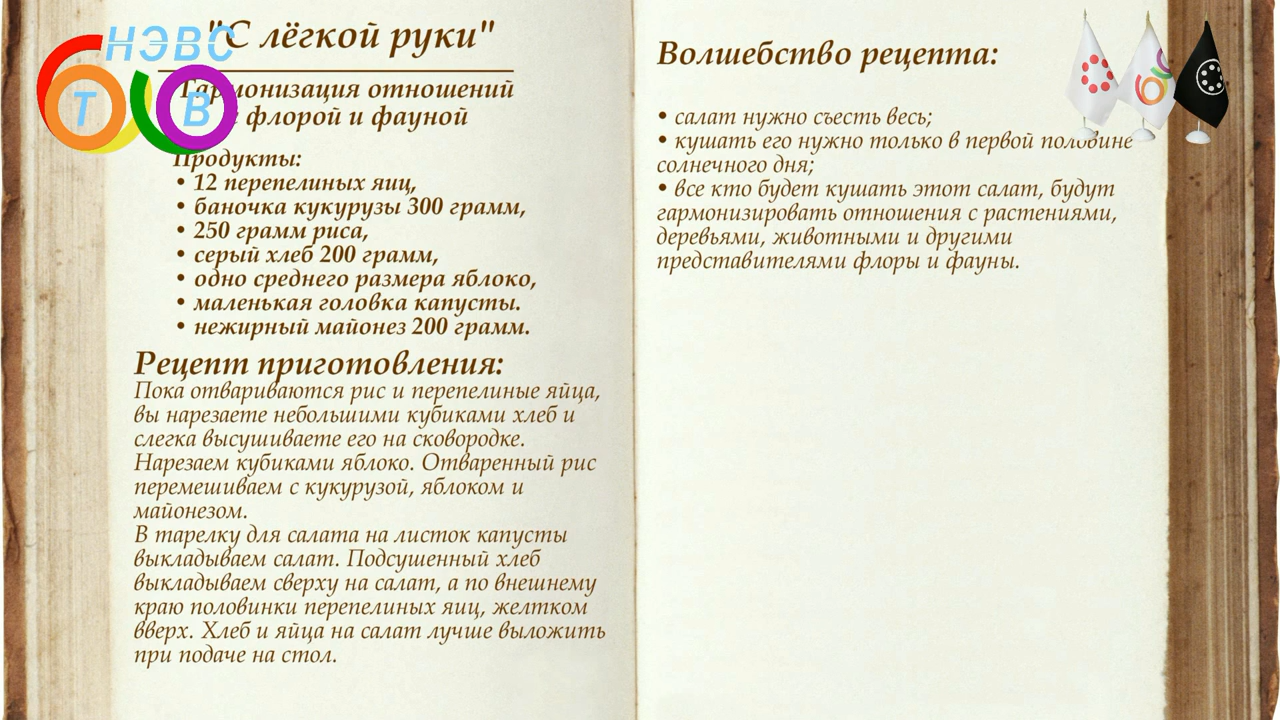 НЭВС
Т В
"С лёгкой руки"
Гармонизация отношений
флорой и фауной
Продукты:
• 12 перепелиных яиц,
• баночка кукурузы 300 грамм,
• 250 грамм риса,
• серый хлеб 200 грамм,
• одно среднего размера яблоко,
• маленькая головка капусты.
• нежирный майонез 200 грамм.
Рецепт приготовления:
Пока отвариваются рис и перепелиные яйца,
вы нарезаете небольшими кубиками хлеб и
слегка высушиваете его на сковородке.
Нарезаем кубиками яблоко. Отваренный рис
перемешиваем с кукурузой, яблоком и
майонезом.
В тарелку для салата на листок капусты
выкладываем салат. Подсушенный хлеб
выкладываем сверху на салат, а по внешнему
краю половинки перепелиных яиц, желтком
вверх. Хлеб и яйца на салат лучше выложить
при подаче на стол.
Волшебство рецепта:
• салат нужно съесть весь;
• кушать его нужно только в первой половине
солнечного дня;
• все кто будет кушать этот салат, будут
гармонизировать отношения с растениями,
деревьями, животными и другими
представителями флоры и фауны.